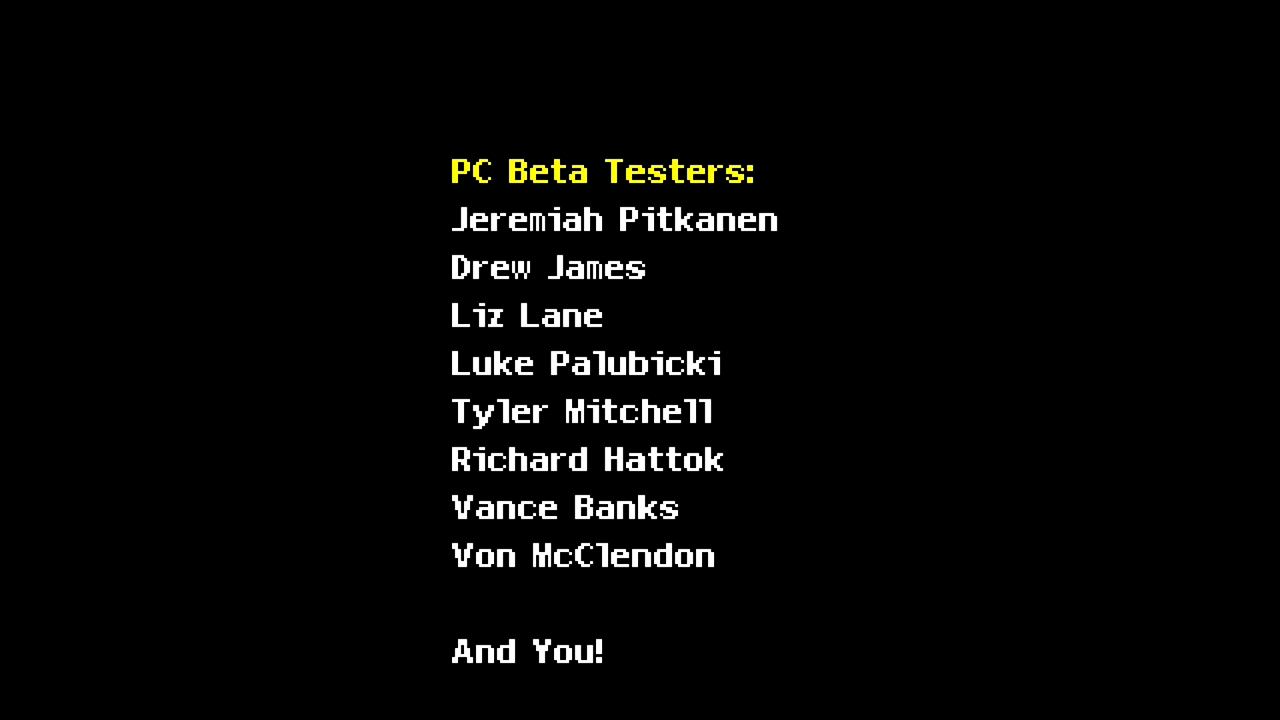 PC Beta Testers:
Jeremiah Pitkanen
Drew James
Liz Lane
Luke Palubicki
Tyler Mitchell
Richard Hattok
Vance Banks
Von McClendon
And You!